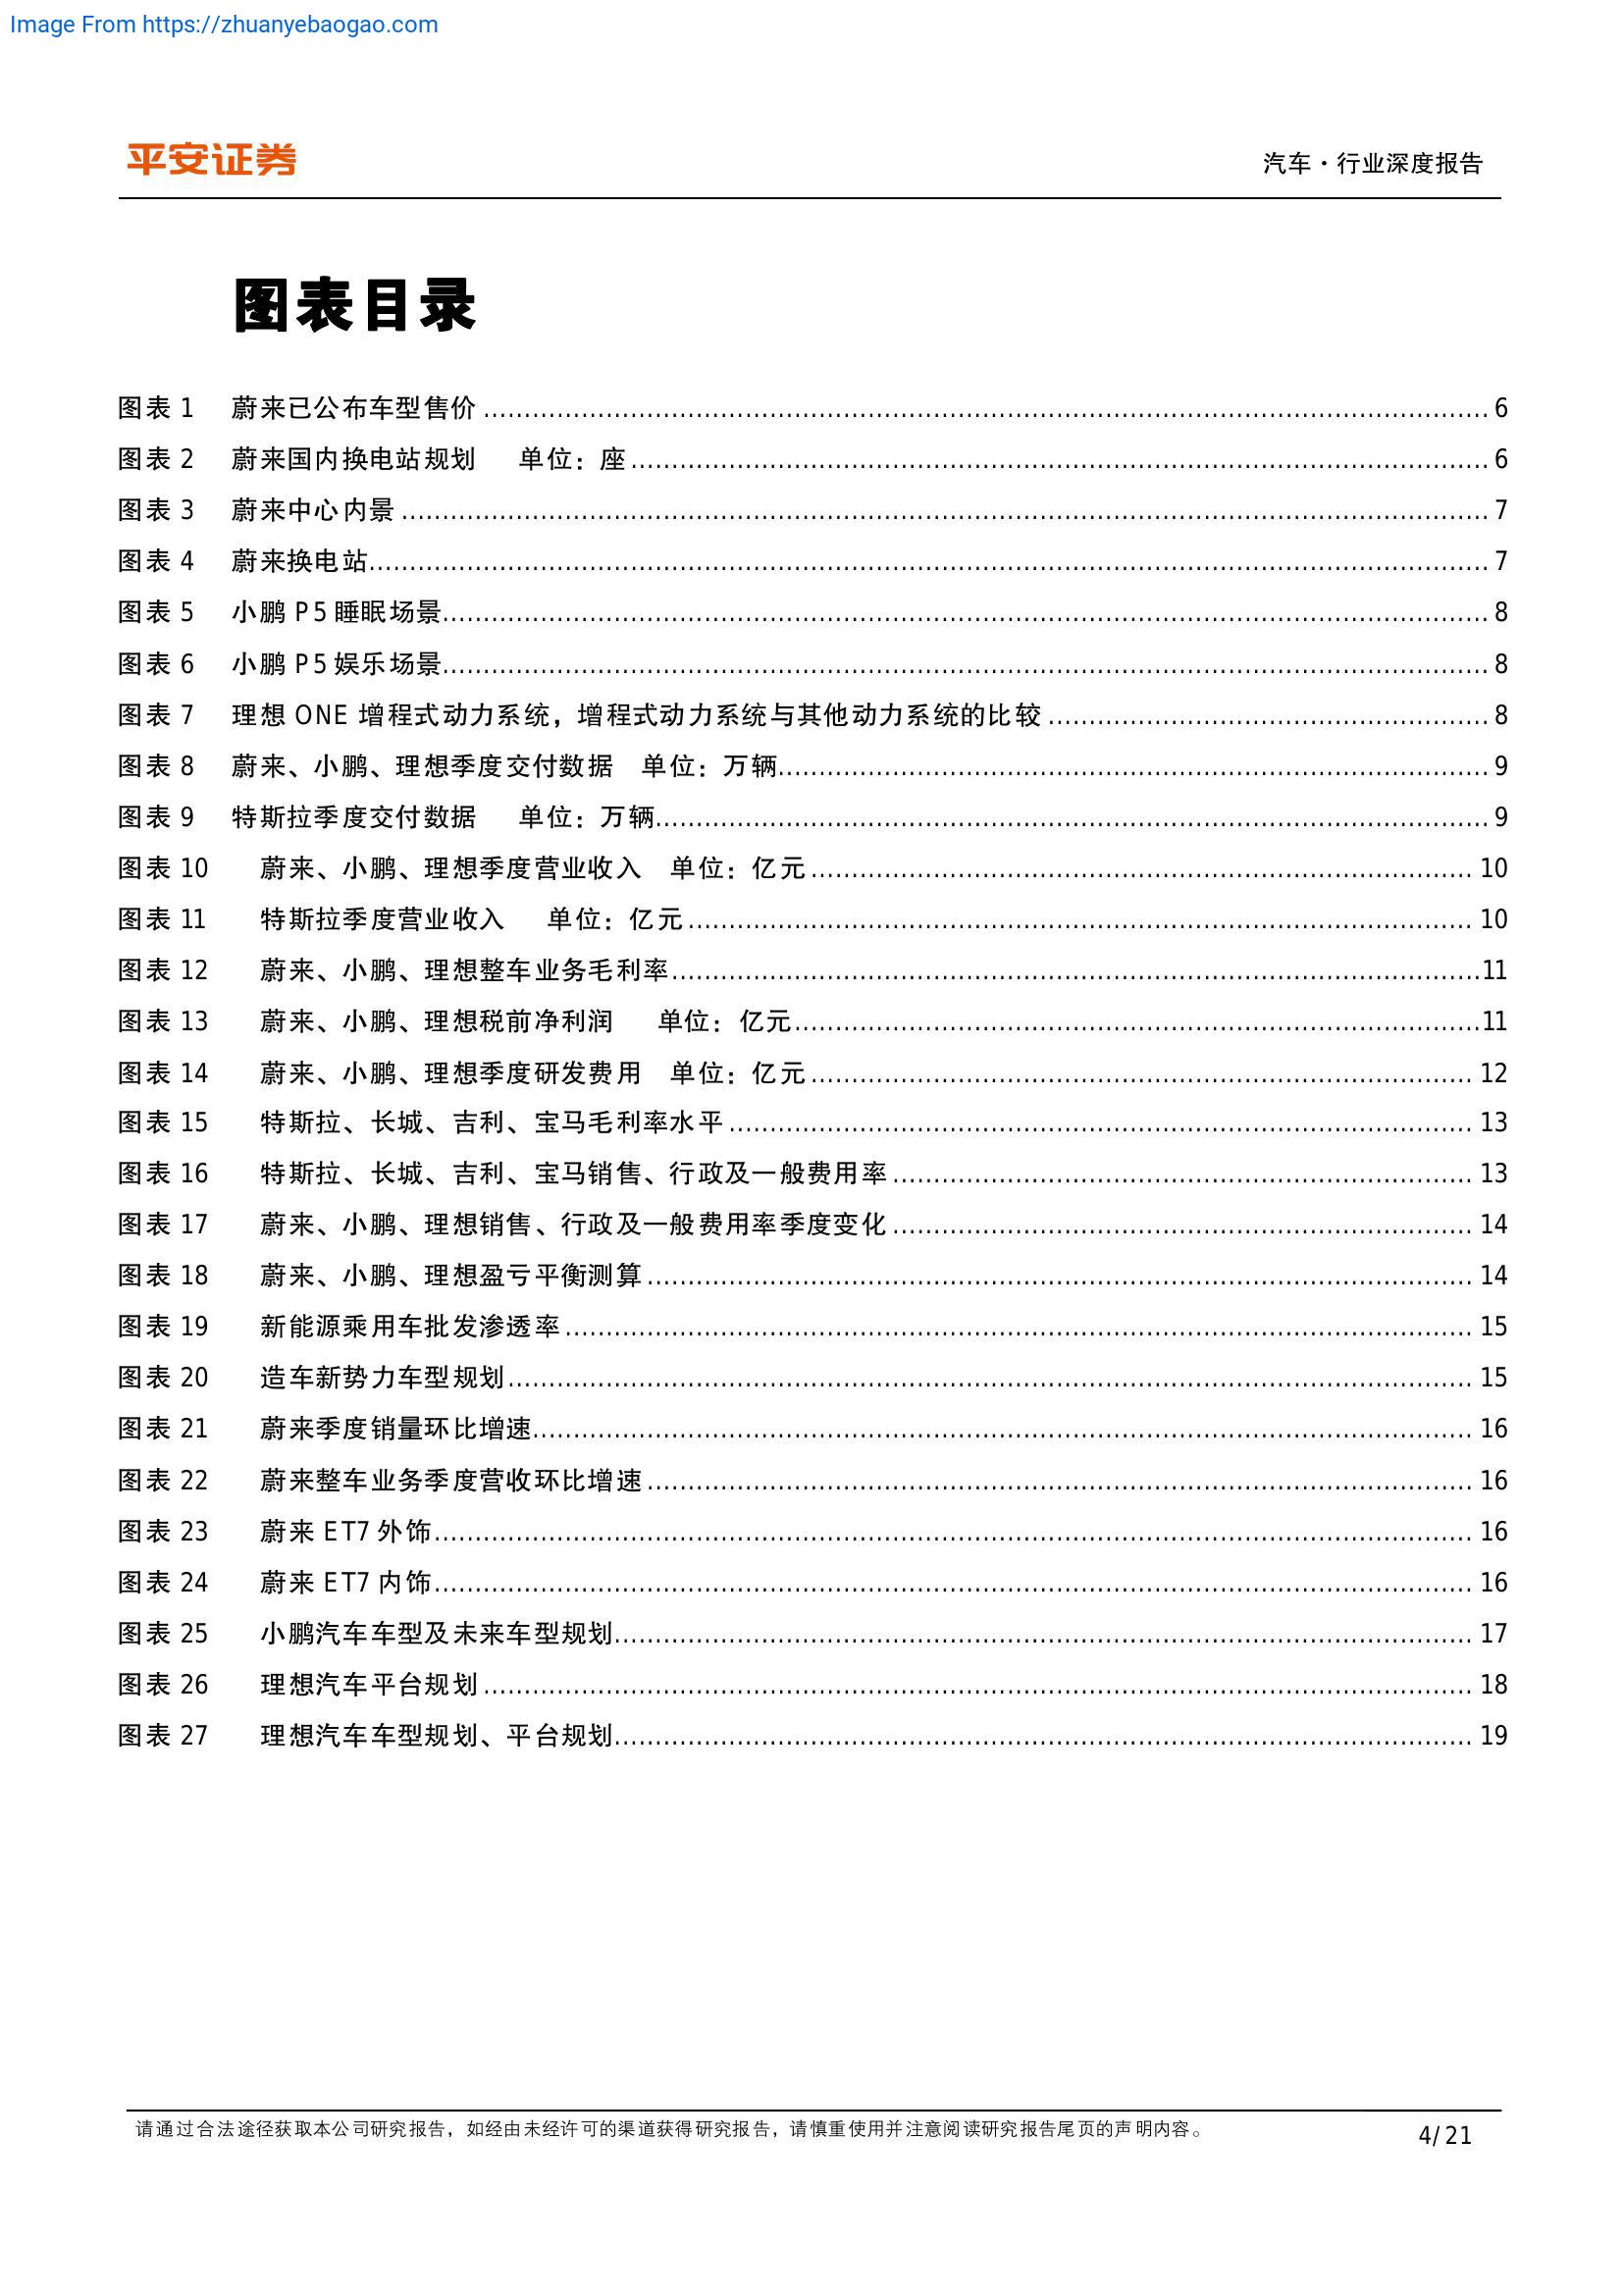 Image From https://zhuanyebaogao.com
平安证券
汽车·行业深度报告
图表目录
图表 1 蔚来已公布车型售价 6
图表 2 蔚来国内换电站规划 单位：座 6
图表 3 蔚来中心内景 7
图表 4 蔚来换电站 7
图表 5 小鹏 P5 睡眠场景 8
图表 6 小鹏 P5 娱乐场景 8
图表 7 理想 ONE 增程式动力系统，增程式动力系统与其他动力系统的比较 8
图表 8 蔚来、小鹏、理想季度交付数据 单位：万辆 9
图表 9 特斯拉季度交付数据 单位：万辆 9
图表 10 蔚来、小鹏、理想季度营业收入 单位：亿元 10
图表 11 特斯拉季度营业收入 单位：亿元 10
图表 12 蔚来、小鹏、理想整车业务毛利率 11
图表 13 蔚来、小鹏、理想税前净利润 单位：亿元 11
图表 14 蔚来、小鹏、理想季度研发费用 单位：亿元 12
图表 15 特斯拉、长城、吉利、宝马毛利率水平 13
图表 16 特斯拉、长城、吉利、宝马销售、行政及一般费用率 13
图表 17 蔚来、小鹏、理想销售、行政及一般费用率季度变化 14
图表 18 蔚来、小鹏、理想盈亏平衡测算 14
图表 19 新能源乘用车批发渗透率 15
图表 20 造车新势力车型规划 15
图表 21 蔚来季度销量环比增速 16
图表 22 蔚来整车业务季度营收环比增速 16
图表 23 蔚来 ET7 外饰 16
图表 24 蔚来 ET7 内饰 16
图表 25 小鹏汽车车型及未来车型规划 17
图表 26 理想汽车平台规划 18
图表 27 理想汽车车型规划、平台规划 19
请通过合法途径获取本公司研究报告，如经由未经许可的渠道获得研究报告，请慎重使用并注意阅读研究报告尾页的声明内容。
4/21